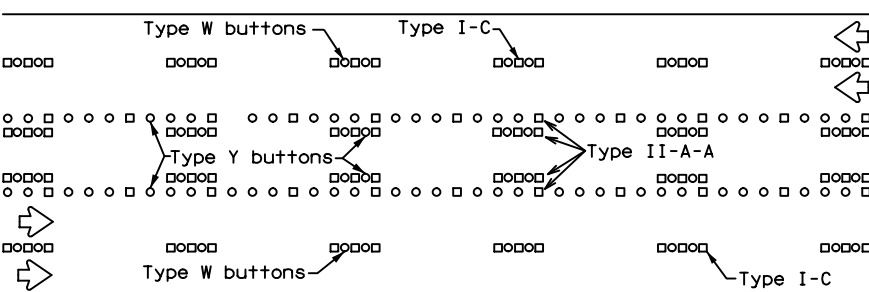 Type W buttons
Type I-C
Type Y buttons
Type II-A-A
Type W buttons
Type I-C